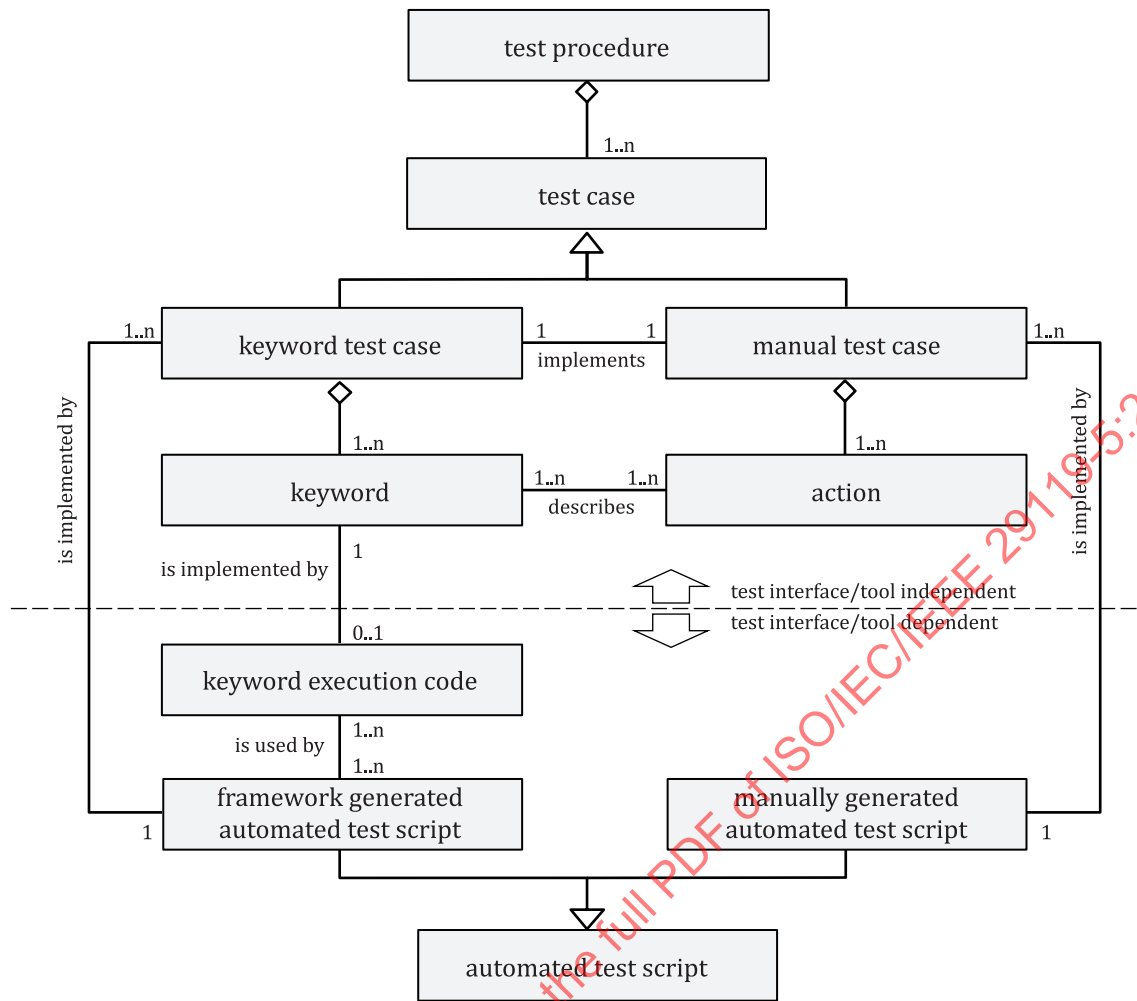 test procedure
1..n
test case
1..n
keyword test case
1
1
implements
manual test case
1..n
is implemented by
1..n
1..n
is implemented by
keyword
1..n
1..n
describes
action
1
is implemented by
test interface/tool independent
test interface/tool dependent
0..1
keyword execution code
1..n
is used by
1..n
framework generated
automated test script
1
manually generated
automated test script
1
automated test script
the full PDF of ISO/IEC/IEEE 29119-5:2